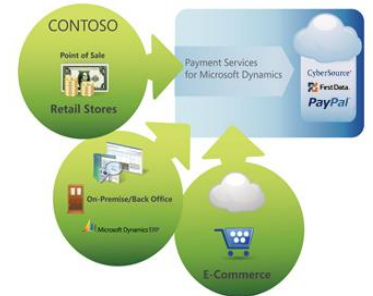 CONTOSO
Point of Sale
Retail Stores
Payment Services
for Microsoft Dynamics
CyberSource
First Data
PayPal
On-Premise/Back Office
Microsoft Dynamics ERP
E-Commerce